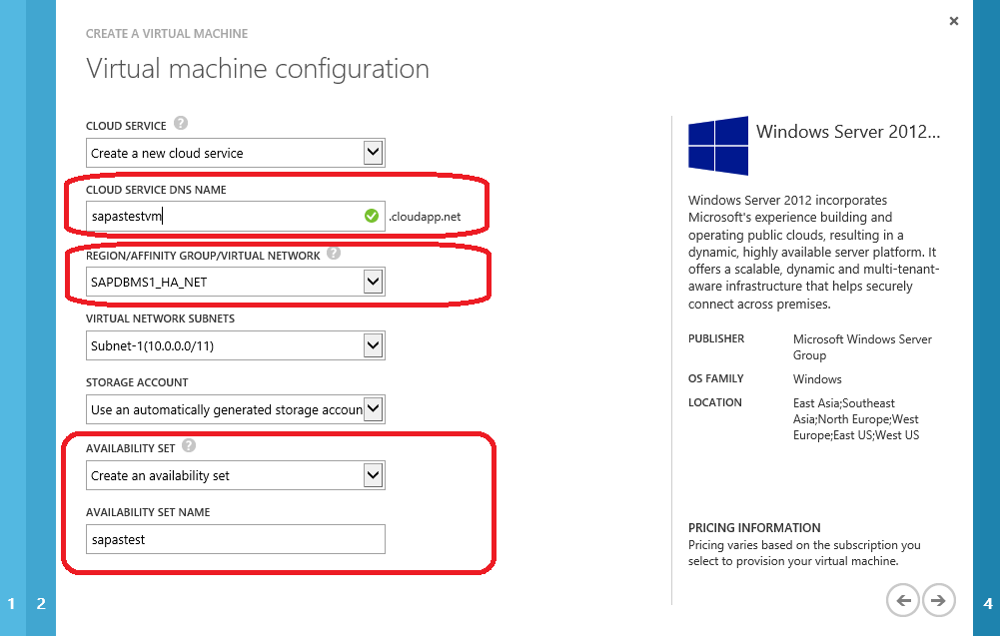 CREATE A VIRTUAL MACHINE
Virtual machine configuration
CLOUD SERVICE ?
Create a new cloud service
CLOUD SERVICE DNS NAME
sapastestvm .cloudapp.net
REGION/AFFINITY GROUP/VIRTUAL NETWORK ?
SAPDBMS1_HA_NET
VIRTUAL NETWORK SUBNETS
Subnet-1(10.0.0.0/11)
STORAGE ACCOUNT
Use an automatically generated storage accoun
AVAILABILITY SET ?
Create an availability set
AVAILABILITY SET NAME
sapastest
Windows Server 2012...
Windows Server 2012 incorporates
Microsoft's experience building and
operating public clouds, resulting in a
dynamic, highly available server platform. It
offers a scalable, dynamic and multi-tenant-
aware infrastructure that helps securely
connect across premises.
PUBLISHER Microsoft Windows Server
Group
OS FAMILY Windows
LOCATION East Asia;Southeast
Asia;North Europe;West
Europe;East US;West US
PRICING INFORMATION
Pricing varies based on the subscription you
select to provision your virtual machine.
1 2 4